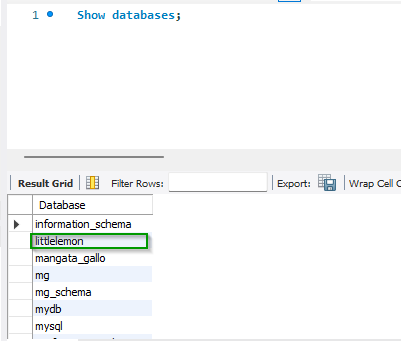 1 Show databases;
Result Grid Filter Rows: Export: Wrap Cell C
Database
information_schema
littlelemon
mangata_gallo
mg
mg_schema
mydb
mysql